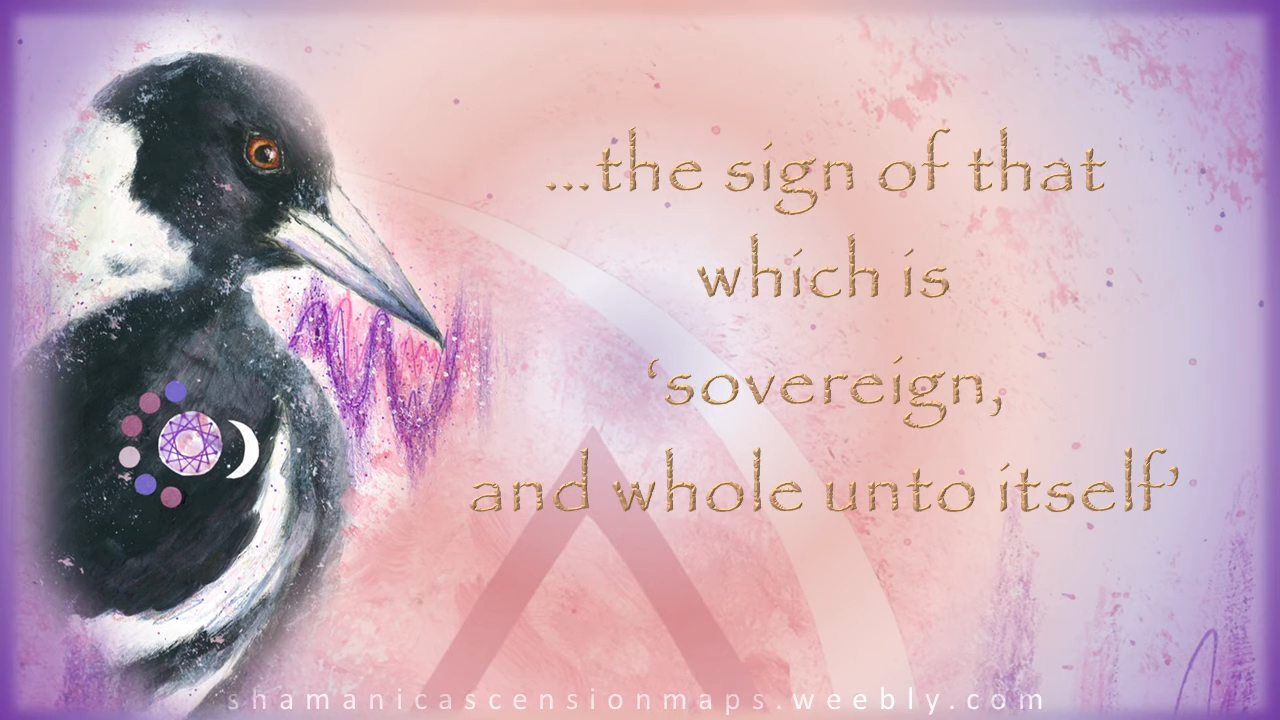 ...the sign of that
which is
‘sovereign,
and whole unto itself’
shamanicascensionmaps.weebly.com